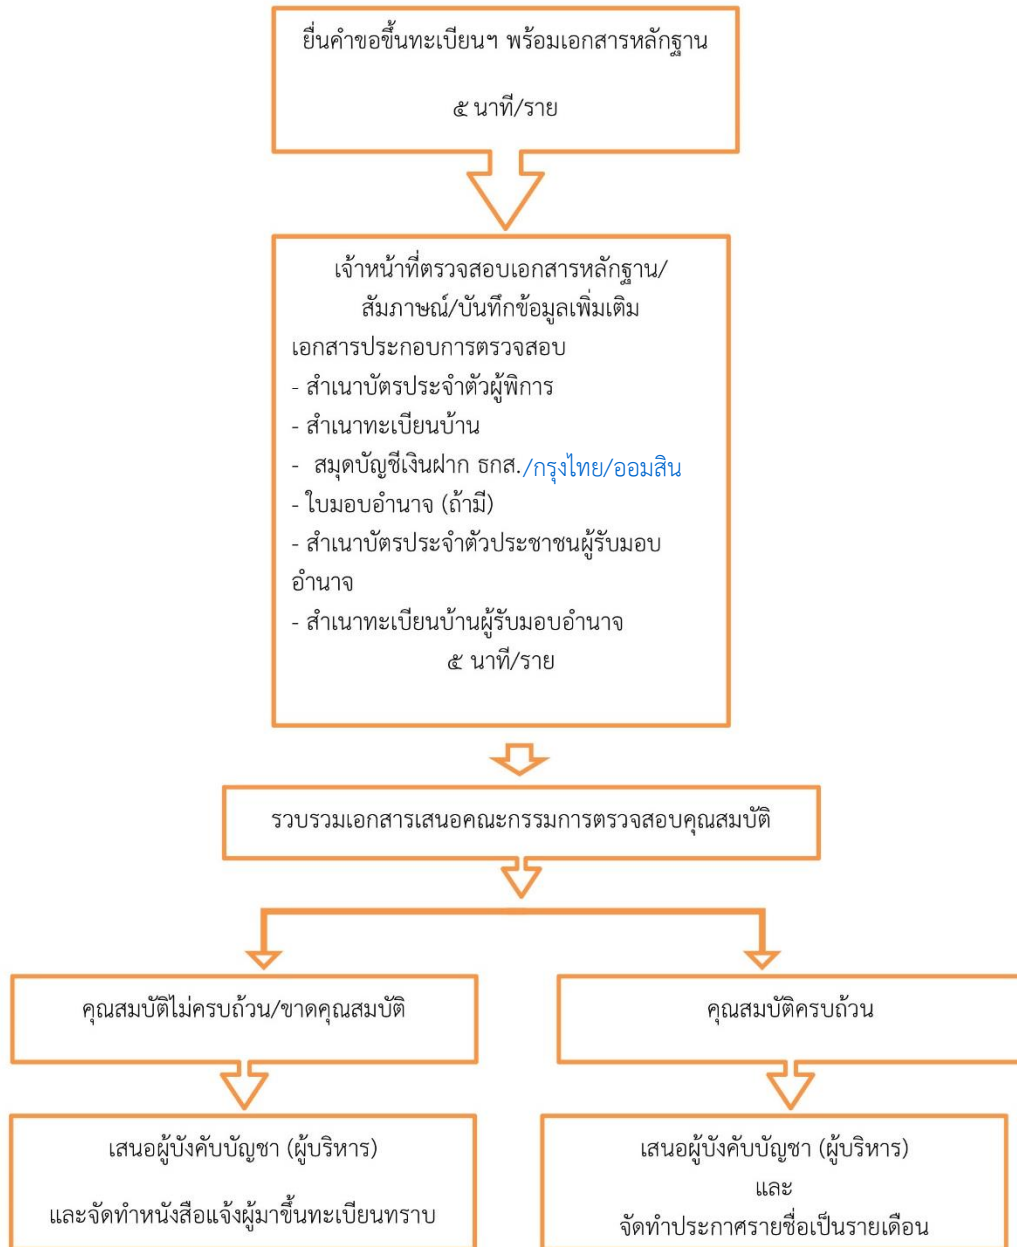 ยื่นคำขอขึ้นทะเบียนฯ พร้อมเอกสารหลักฐาน
๕ นาที/ราย
เจ้าหน้าที่ตรวจสอบเอกสารหลักฐาน/
สัมภาษณ์/บันทึกข้อมูลเพิ่มเติม
เอกสารประกอบการตรวจสอบ
- สำเนาบัตรประจำตัวผู้พิการ
- สำเนาทะเบียนบ้าน
- สมุดบัญชีเงินฝาก ธกส./กรุงไทย/ออมสิน
- ใบมอบอำนาจ (ถ้ามี)
- สำเนาบัตรประจำตัวประชาชนผู้รับมอบ
อำนาจ
- สำเนาทะเบียนบ้านผู้รับมอบอำนาจ
๕ นาที/ราย
รวบรวมเอกสารเสนอคณะกรรมการตรวจสอบคุณสมบัติ
คุณสมบัติไม่ครบถ้วน/ขาดคุณสมบัติ
คุณสมบัติครบถ้วน
เสนอผู้บังคับบัญชา (ผู้บริหาร)
และจัดทำหนังสือแจ้งผู้มาขึ้นทะเบียนทราบ
เสนอผู้บังคับบัญชา (ผู้บริหาร)
และ
จัดทำประกาศรายชื่อเป็นรายเดือน